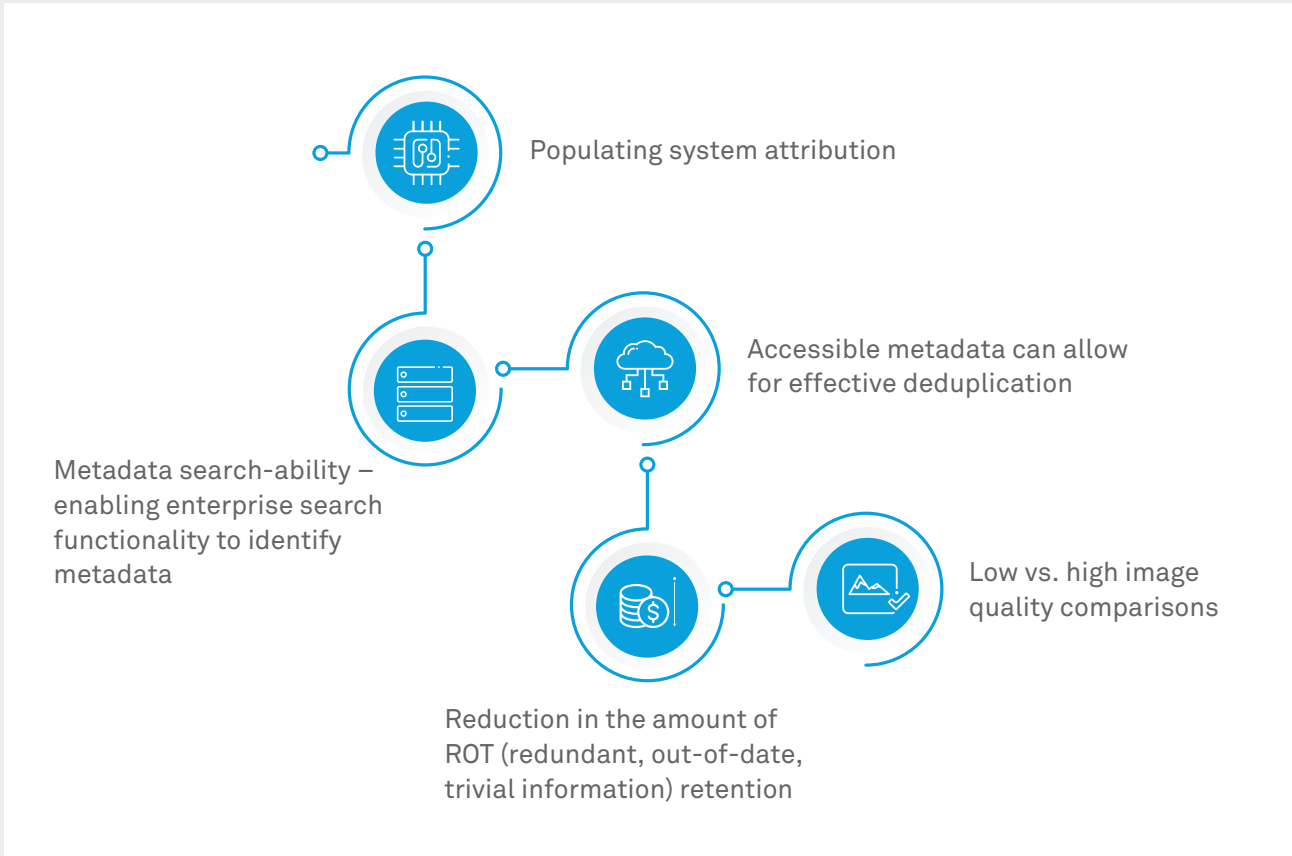 Populating system attribution
Metadata search-ability –
enabling enterprise search
functionality to identify
metadata
Accessible metadata can allow
for effective deduplication
Reduction in the amount of
ROT (redundant, out-of-date,
trivial information) retention
Low vs. high image
quality comparisons